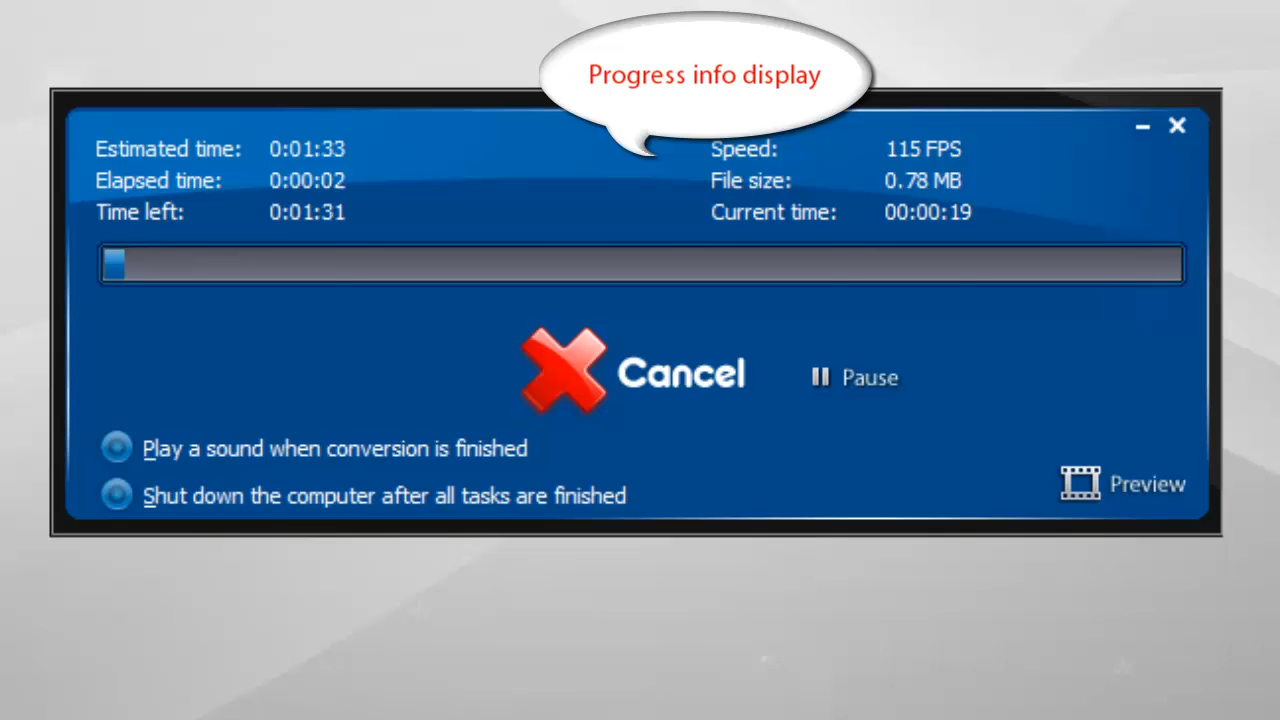 Progress info display
Estimated time: 0:01:33
Speed: 115 FPS
Elapsed time: 0:00:02
File size: 0.78 MB
Time left: 0:01:31
Current time: 00:00:19
Cancel
Pause
Play a sound when conversion is finished
Shut down the computer after all tasks are finished
Preview